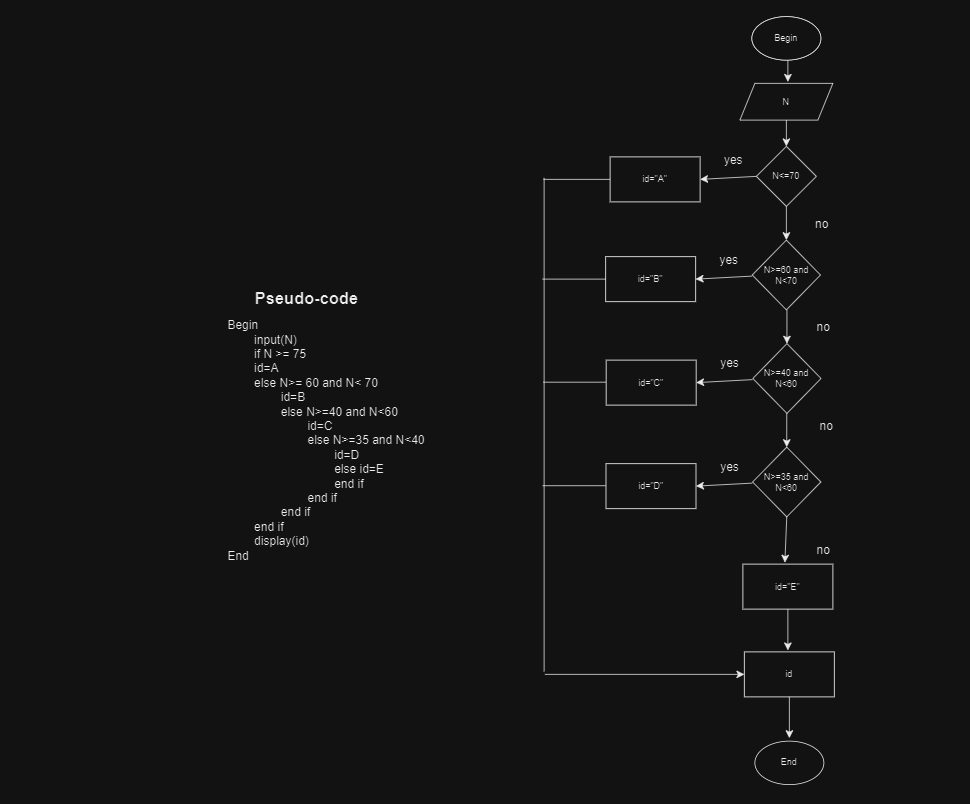 Pseudo-code
Begin
input(N)
if N >= 75
id=A
else N>= 60 and N< 70
id=B
else N>=40 and N<60
id=C
else N>=35 and N<40
id=D
else id=E
end if
end if
end if
end if
display(id)
End
Begin
N
N<=70
yes
id="A"
no
N>=60 and
N<70
yes
id="B"
no
N>=40 and
N<60
yes
id="C"
no
N>=35 and
N<60
yes
id="D"
no
id="E"
id
End